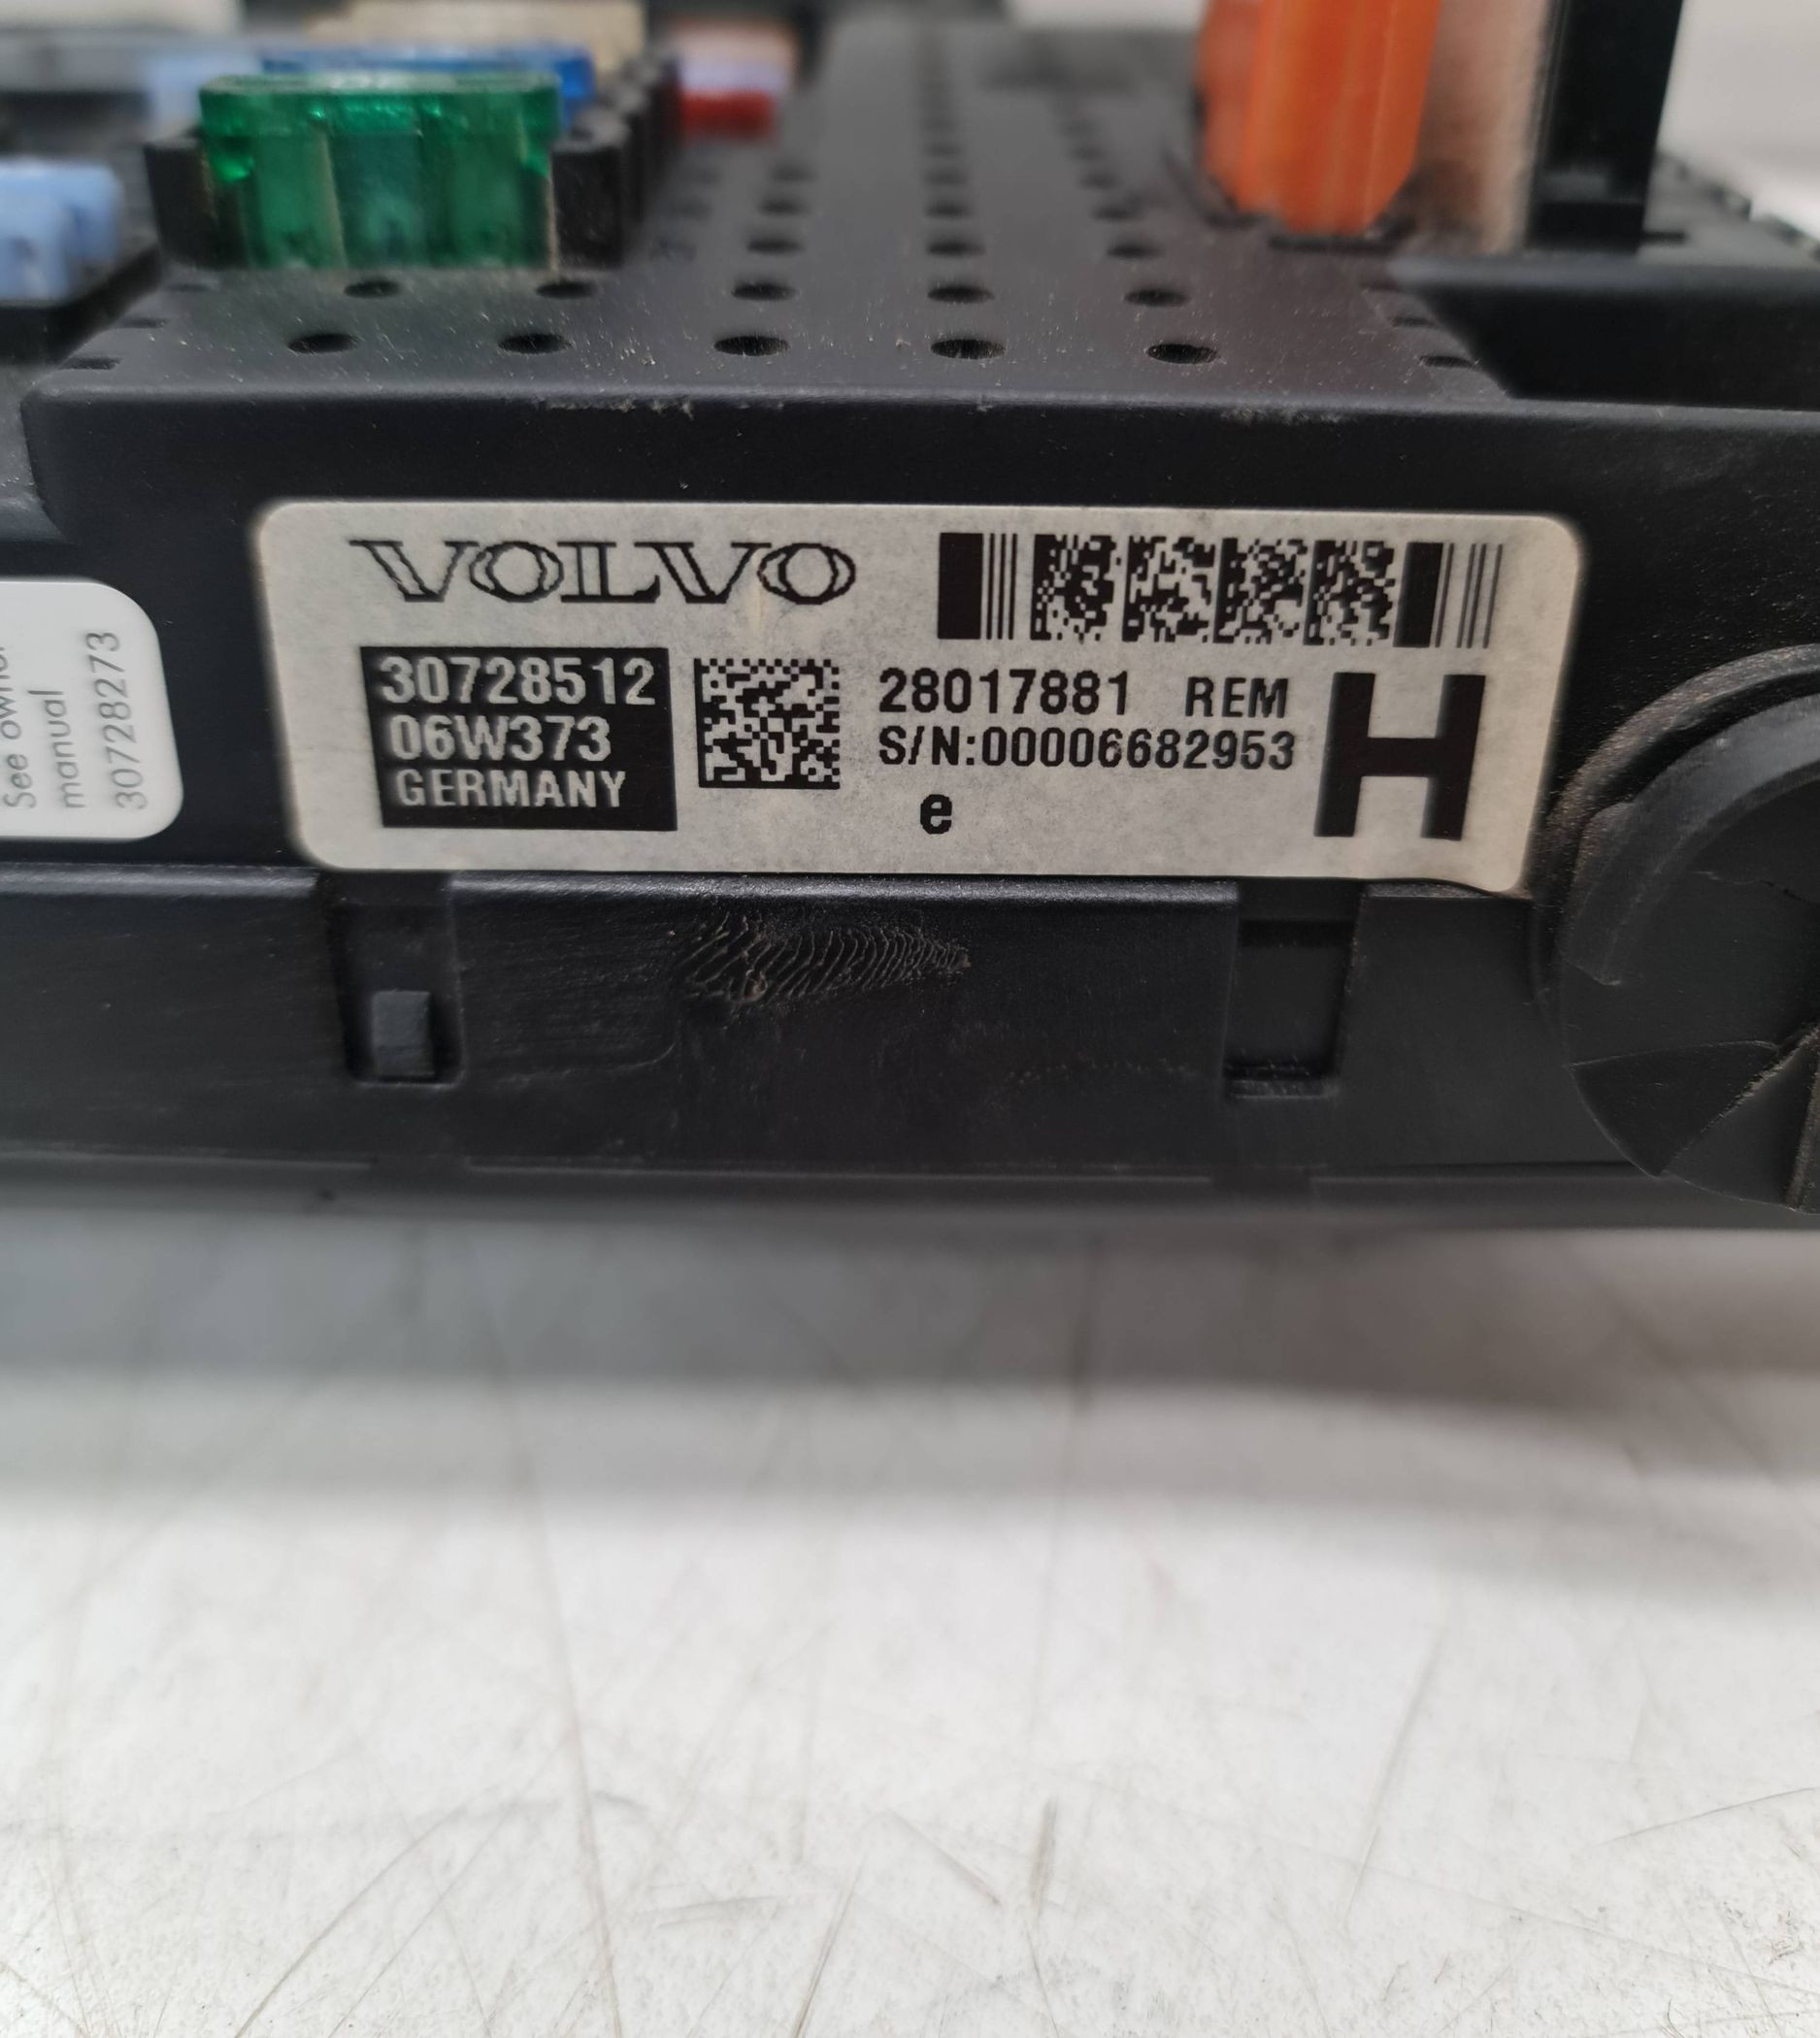 VOLVO
30728512
06W373
GERMANY
28017881 REM
S/N:00006682953
e
H
See owner
manual
30728273